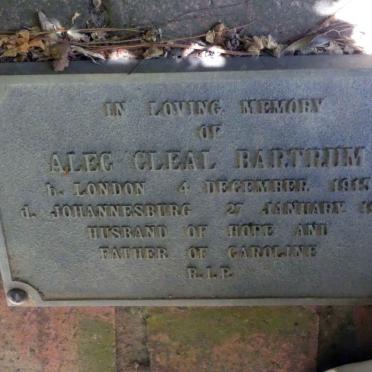 IN LOVING MEMORY
OF
ALEC CLEAL BARTRUM
b. LONDON 4 DECEMBER
d. JOHANNESBURG 27 JANUARY
HUSBAND OF HOPE AND
FATHER OF CAROLINE
R.I.P.